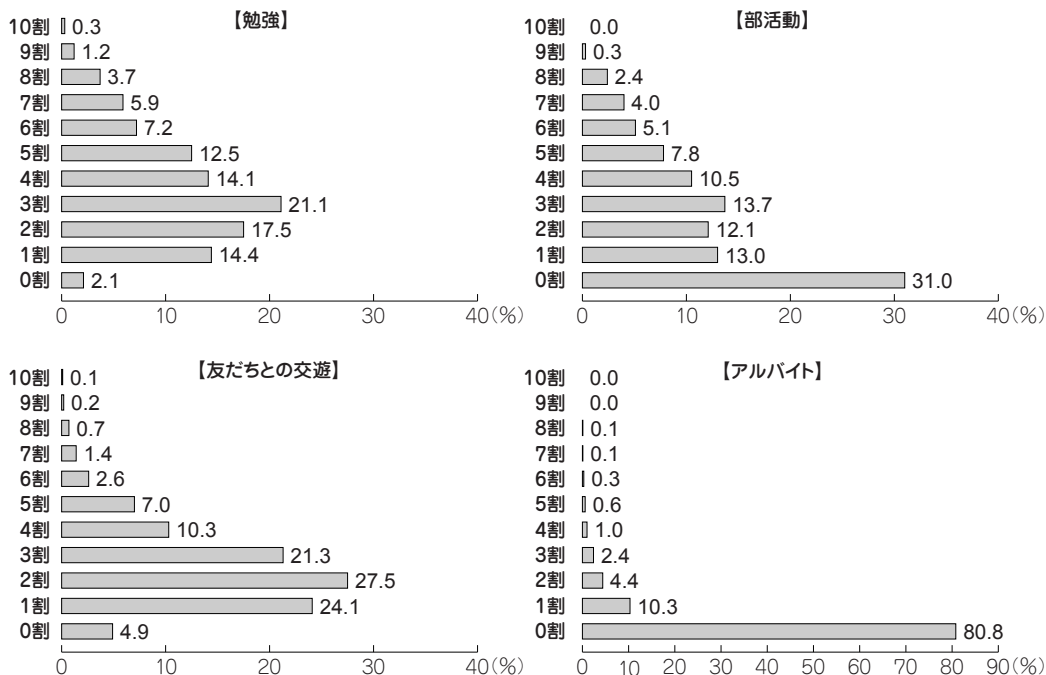 【勉強】
10割 0.3
9割 1.2
8割 3.7
7割 5.9
6割 7.2
5割 12.5
4割 14.1
3割 21.1
2割 17.5
1割 14.4
0割 2.1
0 10 20 30 40(%)
【部活動】
10割 0.0
9割 0.3
8割 2.4
7割 4.0
6割 5.1
5割 7.8
4割 10.5
3割 13.7
2割 12.1
1割 13.0
0割 31.0
0 10 20 30 40(%)
【友だちとの交遊】
10割 0.1
9割 0.2
8割 0.7
7割 1.4
6割 2.6
5割 7.0
4割 10.3
3割 21.3
2割 27.5
1割 24.1
0割 4.9
0 10 20 30 40(%)
【アルバイト】
10割 0.0
9割 0.0
8割 0.1
7割 0.1
6割 0.3
5割 0.6
4割 1.0
3割 2.4
2割 4.4
1割 10.3
0割 80.8
0 10 20 30 40 50 60 70 80 90(%)